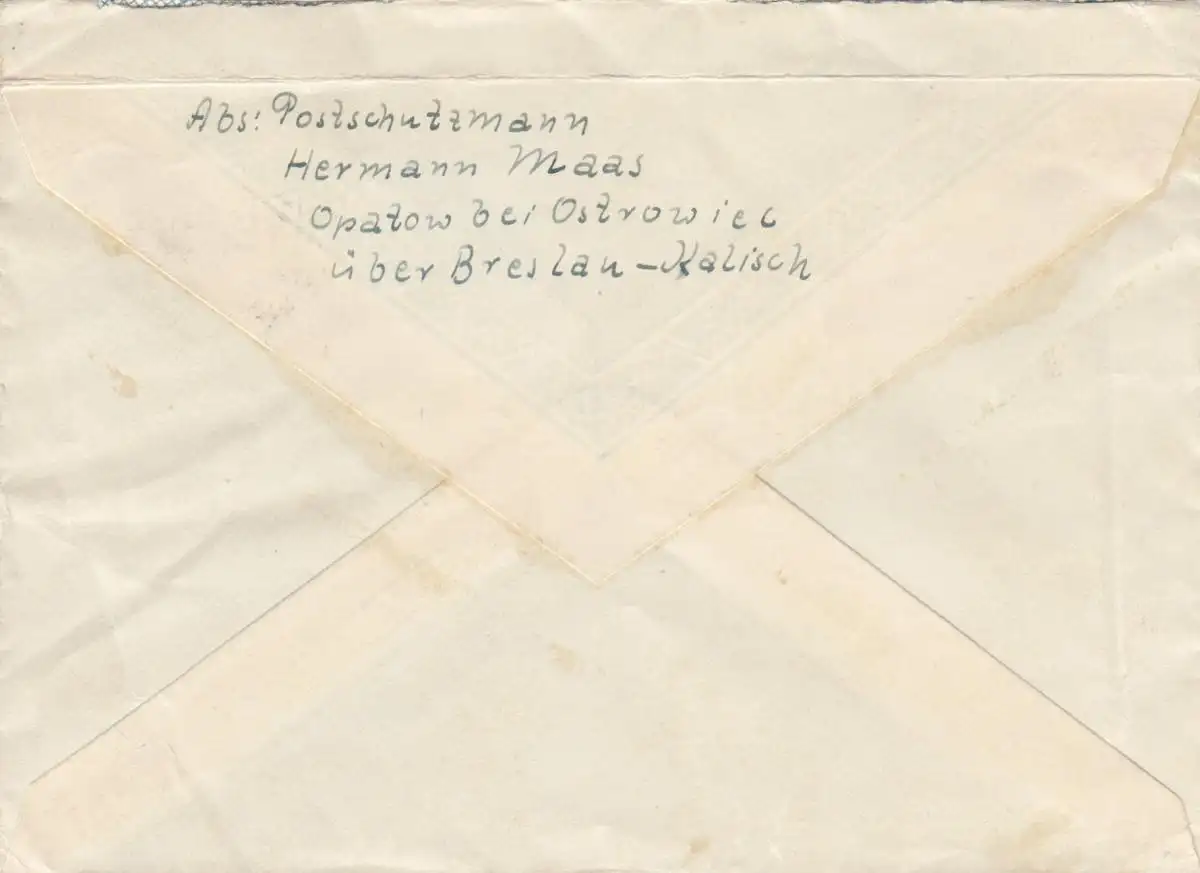 Abs: Postschutzmann
Hermann Maas
Opatow bei Ostrowiec
über Breslau-Kalisch